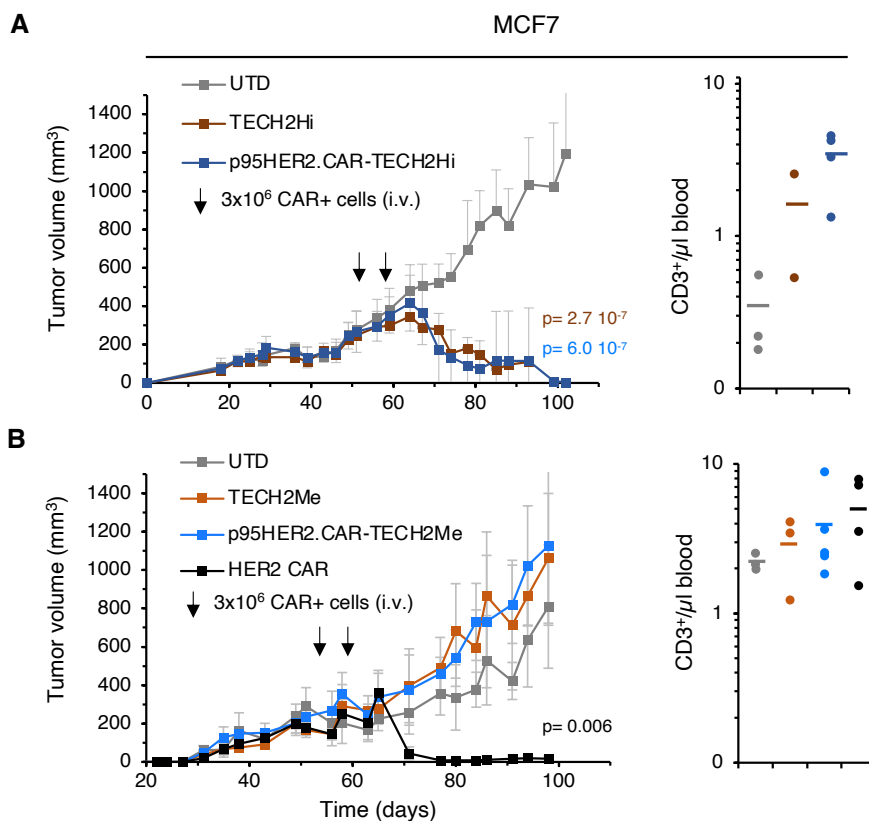 A
MCF7
UTD
TECH2Hi
p95HER2.CAR-TECH2Hi
3x10⁶ CAR+ cells (i.v.)
Tumor volume (mm³)
1400
1200
1000
800
600
400
200
0
0 20 40 60 80 100
p= 2.7 10⁻⁷
p= 6.0 10⁻⁷
CD3⁺/µl blood
10
1
0
B
UTD
TECH2Me
p95HER2.CAR-TECH2Me
HER2 CAR
3x10⁶ CAR+ cells (i.v.)
Tumor volume (mm³)
1400
1200
1000
800
600
400
200
0
20 40 60 80 100
Time (days)
p= 0.006
CD3⁺/µl blood
10
1
0